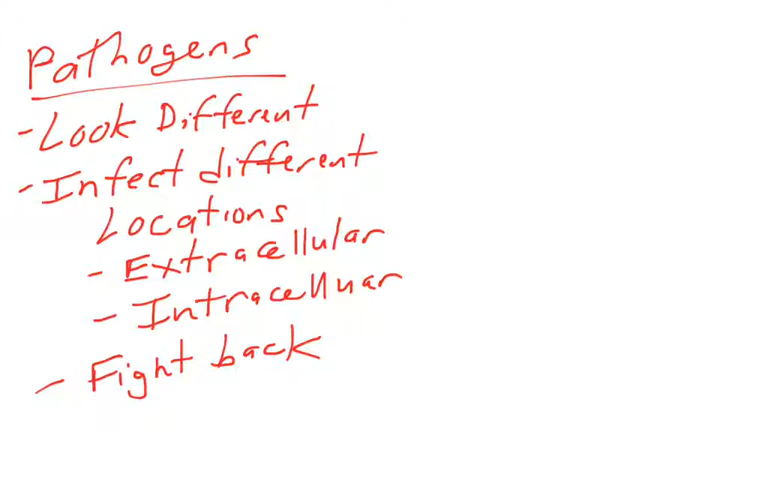 Pathogens
- Look Different
- Infect different
Locations
- Extracellular
- Intracelluar
- Fight back